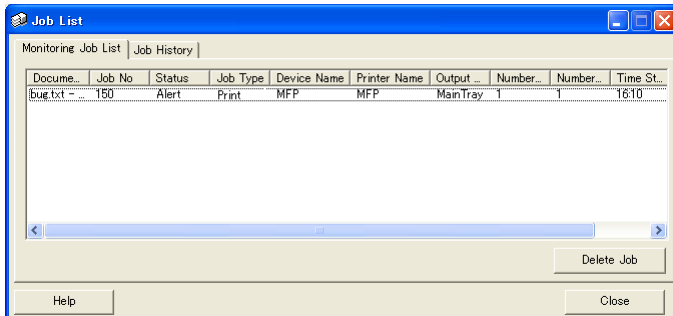 Job List
Monitoring Job List Job History
Docume... Job No Status Job Type Device Name Printer Name Output ... Number... Number... Time St...
bug.txt - ... 150 Alert Print MFP MFP MainTray 1 1 16:10
Delete Job
Help Close